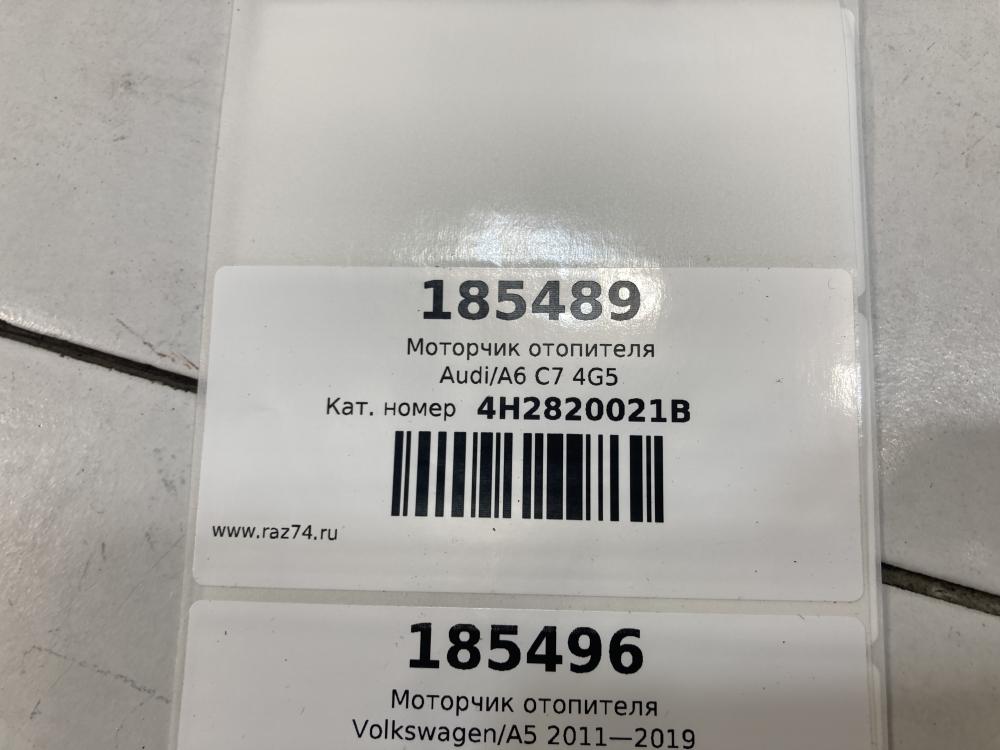 185489
Моторчик отопителя
Audi/A6 C7 4G5
Кат. номер 4H2820021B
www.raz74.ru
185496
Моторчик отопителя
Volkswagen/A5 2011—2019